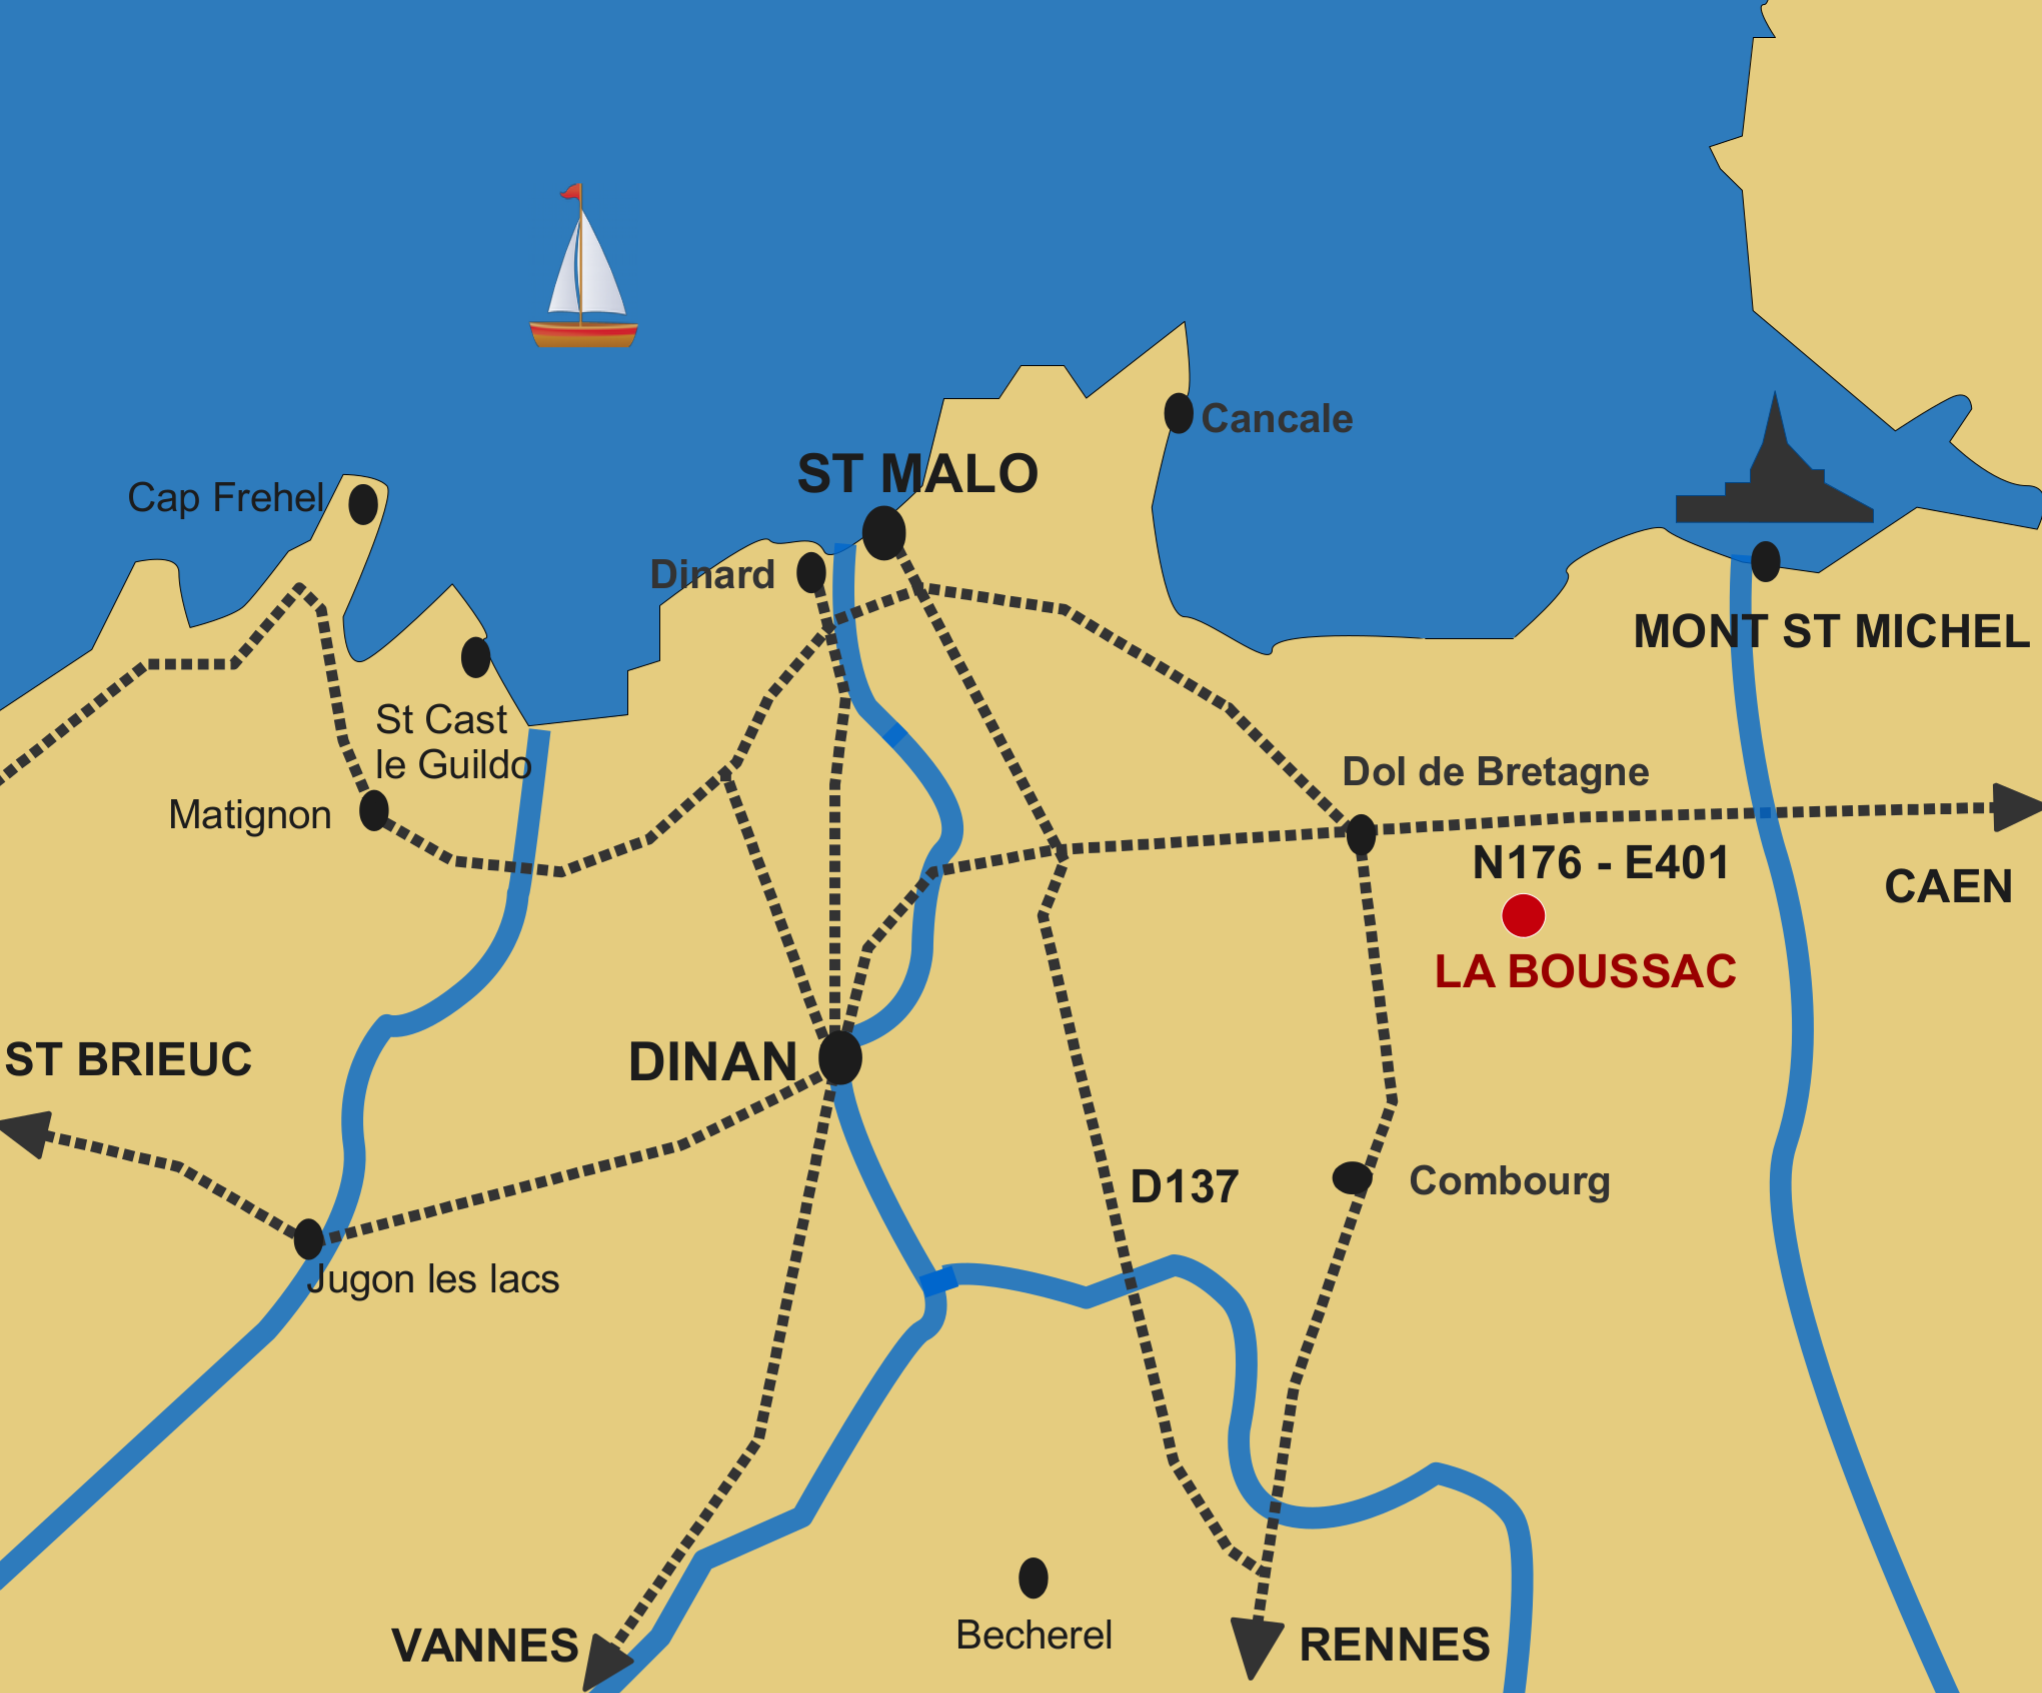 Cancale
ST MALO
Cap Frehel
Dinard
MONT ST MICHEL
St Cast
le Guildo
Dol de Bretagne
Matignon
N176 - E401
CAEN
LA BOUSSAC
ST BRIEUC
DINAN
D137
Combourg
Jugon les lacs
Becherel
VANNES
RENNES